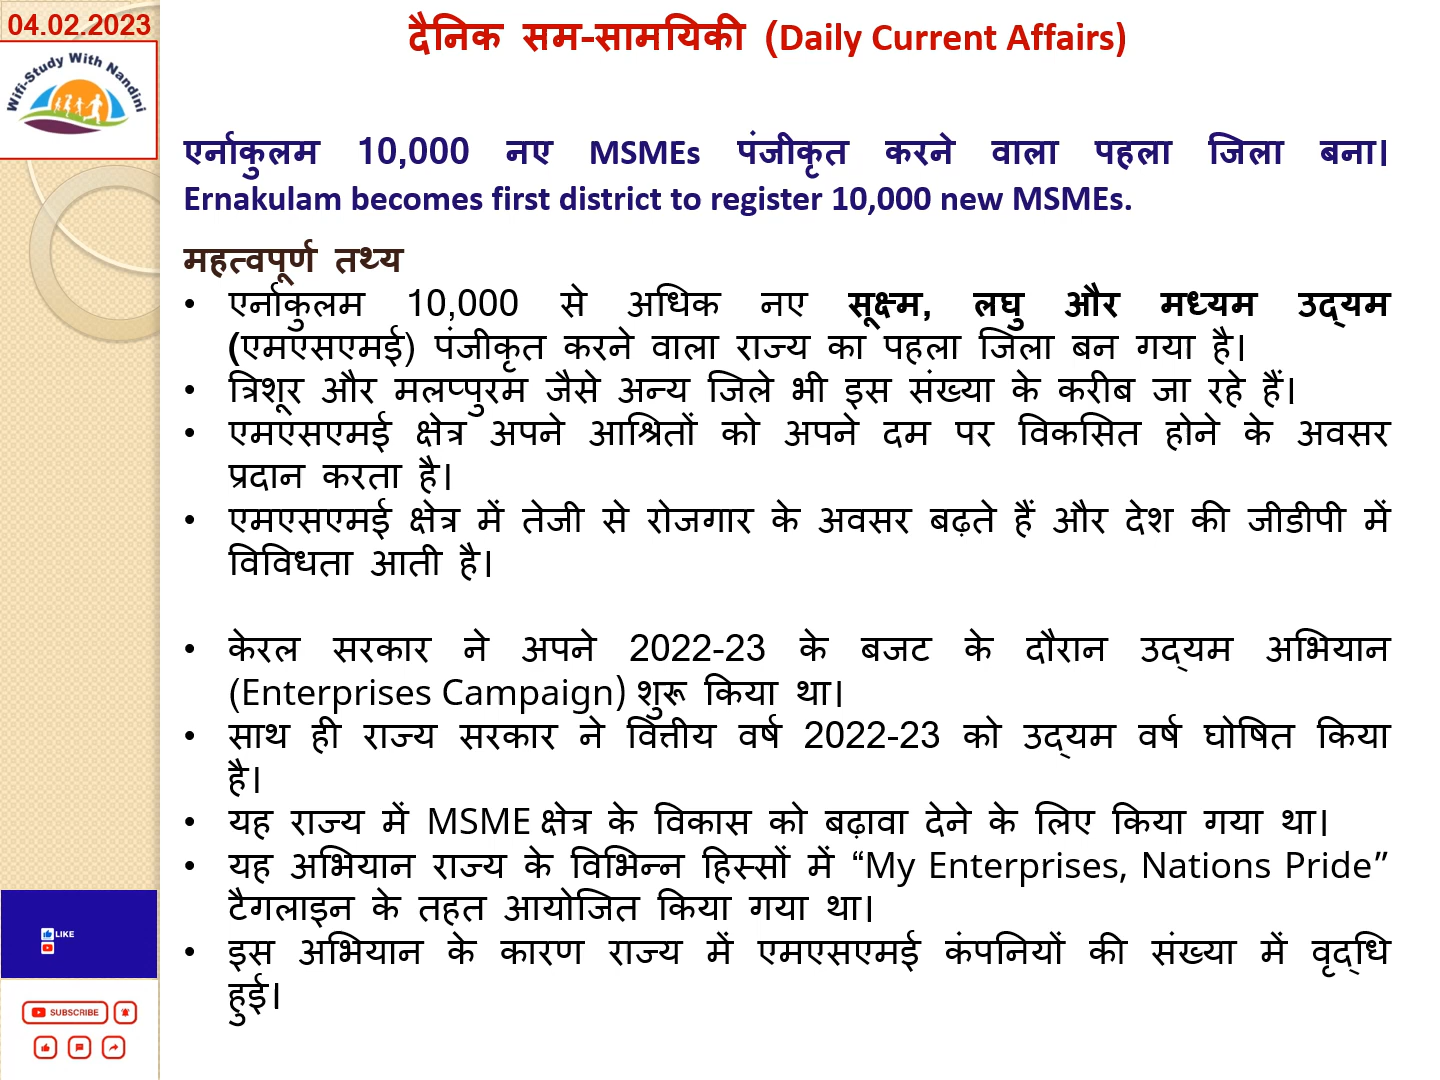 04.02.2023
दैनिक सम-सामयिकी (Daily Current Affairs)
Wifi-Study With Nandini
एर्नाकुलम 10,000 नए MSMEs पंजीकृत करने वाला पहला जिला बना।
Ernakulam becomes first district to register 10,000 new MSMEs.
महत्वपूर्ण तथ्य
• एर्नाकुलम 10,000 से अधिक नए सूक्ष्म, लघु और मध्यम उद्यम
(एमएसएमई) पंजीकृत करने वाला राज्य का पहला जिला बन गया है।
• त्रिशूर और मलप्पुरम जैसे अन्य जिले भी इस संख्या के करीब जा रहे हैं।
• एमएसएमई क्षेत्र अपने आश्रितों को अपने दम पर विकसित होने के अवसर
प्रदान करता है।
• एमएसएमई क्षेत्र में तेजी से रोजगार के अवसर बढ़ते हैं और देश की जीडीपी में
विविधता आती है।
• केरल सरकार ने अपने 2022-23 के बजट के दौरान उद्यम अभियान
(Enterprises Campaign) शुरू किया था।
• साथ ही राज्य सरकार ने वित्तीय वर्ष 2022-23 को उद्यम वर्ष घोषित किया
है।
• यह राज्य में MSME क्षेत्र के विकास को बढ़ावा देने के लिए किया गया था।
• यह अभियान राज्य के विभिन्न हिस्सों में “My Enterprises, Nations Pride”
टैगलाइन के तहत आयोजित किया गया था।
• इस अभियान के कारण राज्य में एमएसएमई कंपनियों की संख्या में वृद्धि
हुई।
LIKE
SUBSCRIBE